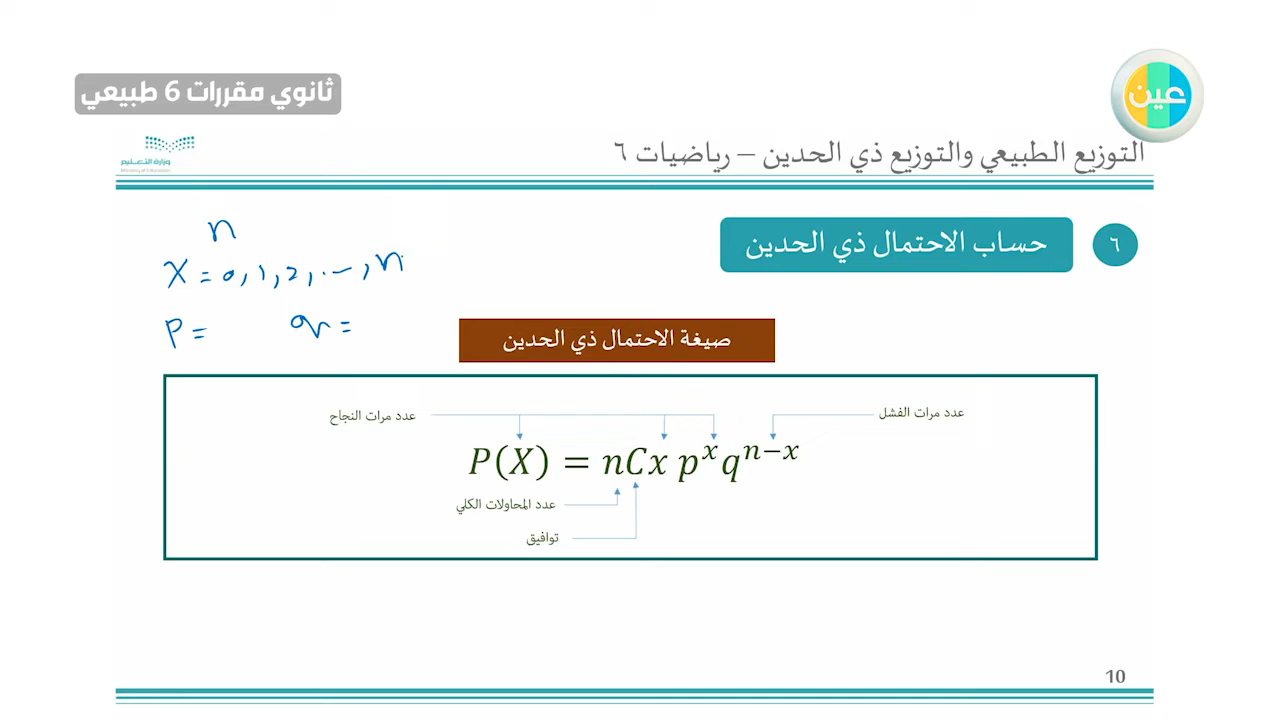 ثانوي مقررات 6 طبيعي
عين
وزارة التعليم
Ministry of Education
التوزيع الطبيعي والتوزيع ذي الحدين – رياضيات ٦
٦
حساب الاحتمال ذي الحدين
n
X = 0, 1, 2, ..., n
P = q =
صيغة الاحتمال ذي الحدين
عدد مرات الفشل
عدد مرات النجاح
P(X) = nCx pˣqⁿ⁻ˣ
عدد المحاولات الكلي
توافيق
10